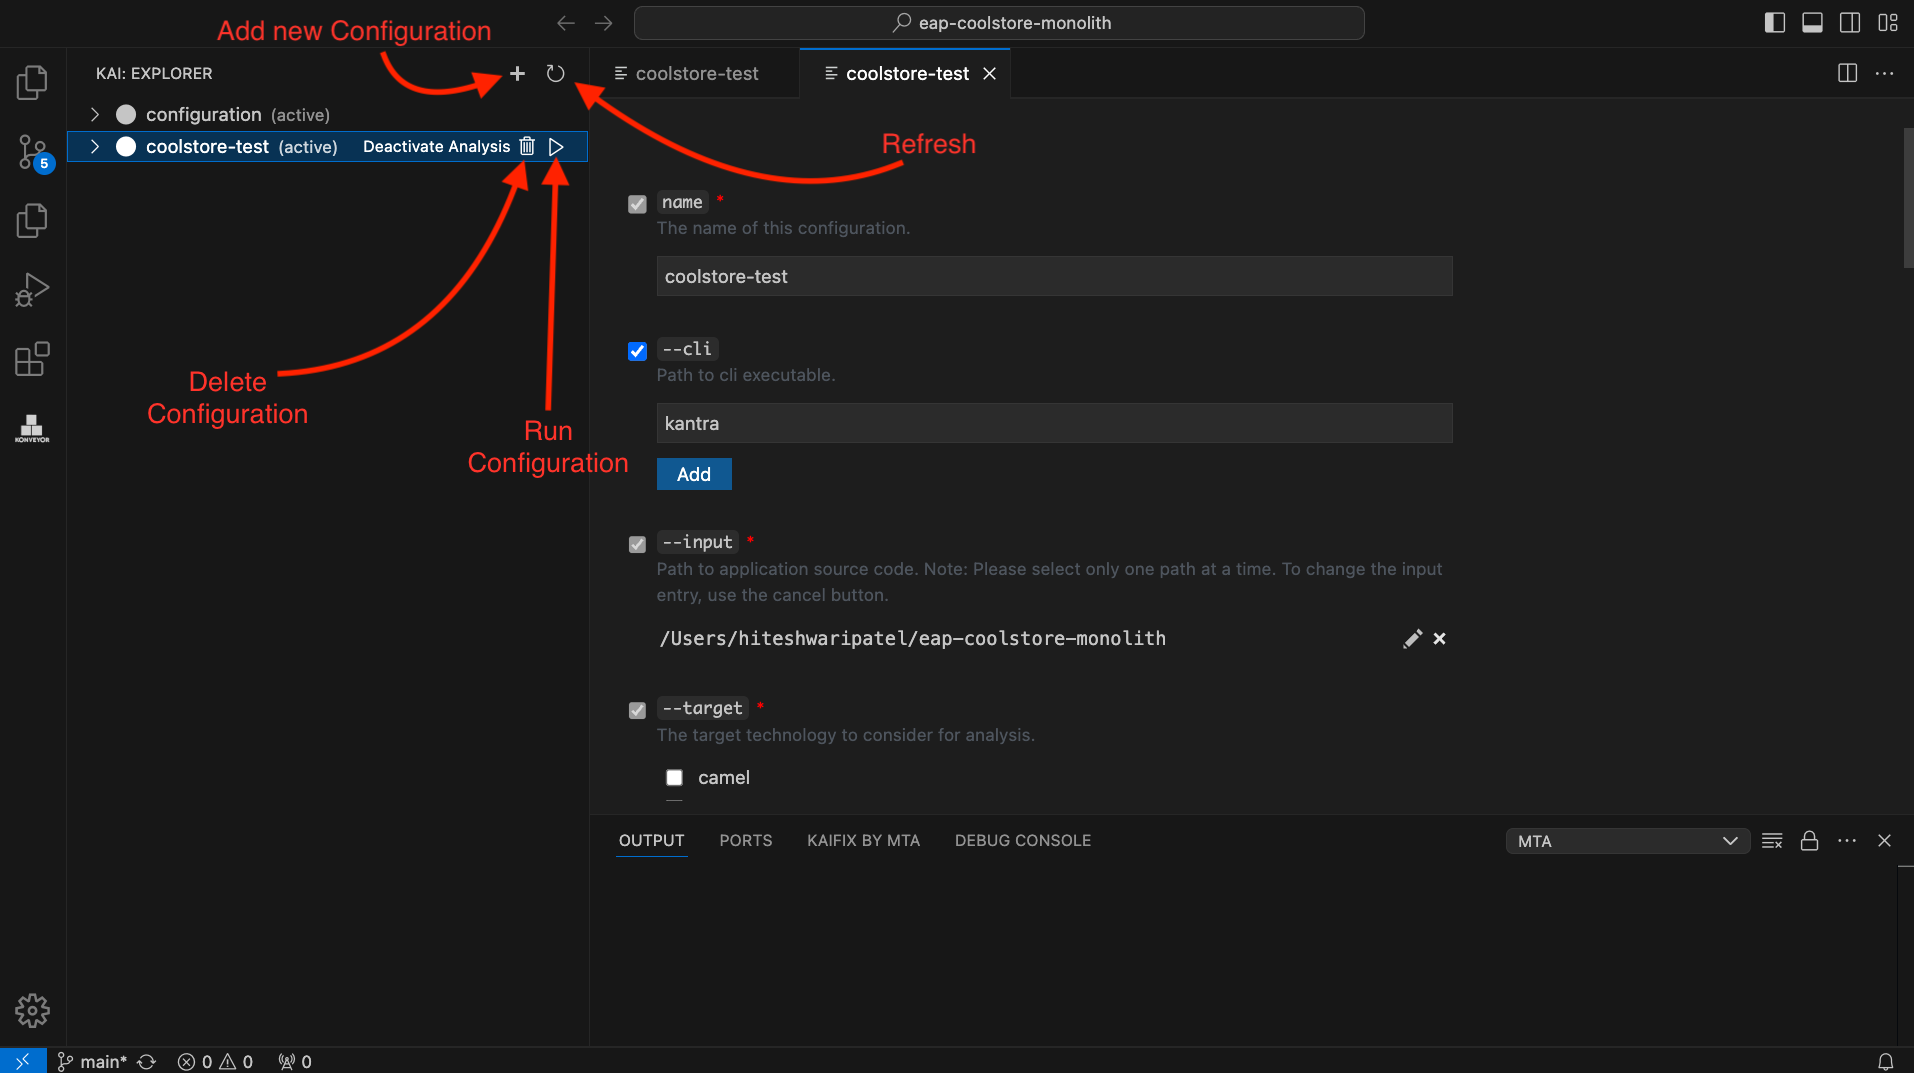 eap-coolstore-monolith
Add new Configuration
KAI: EXPLORER
coolstore-test
coolstore-test
configuration (active)
coolstore-test (active) Deactivate Analysis
Refresh
5
name *
The name of this configuration.
coolstore-test
--cli
Path to cli executable.
kantra
Add
Delete
Configuration
Run
Configuration
KONVEYOR
--input *
Path to application source code. Note: Please select only one path at a time. To change the input
entry, use the cancel button.
/Users/hiteshwaripatel/eap-coolstore-monolith
--target *
The target technology to consider for analysis.
camel
OUTPUT PORTS KAIFIX BY MTA DEBUG CONSOLE
MTA
main* 0 0 0